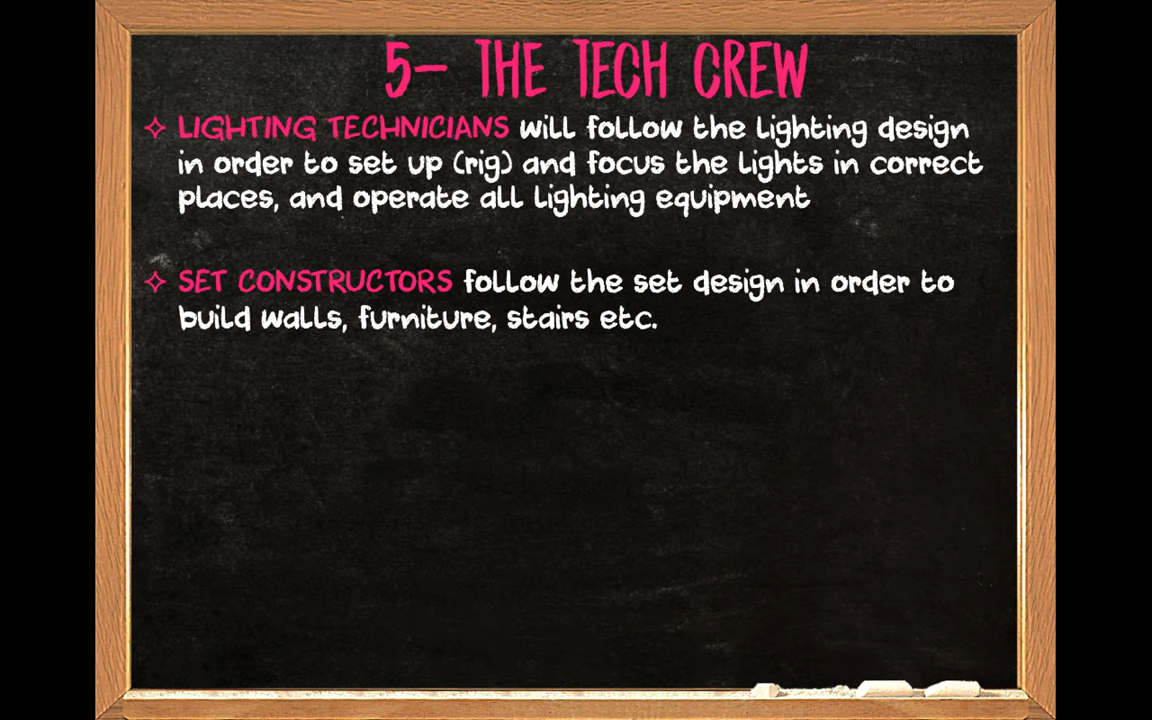 5- THE TECH CREW
✧ LIGHTING TECHNICIANS will follow the lighting design
in order to set up (rig) and focus the lights in correct
places, and operate all lighting equipment
✧ SET CONSTRUCTORS follow the set design in order to
build walls, furniture, stairs etc.